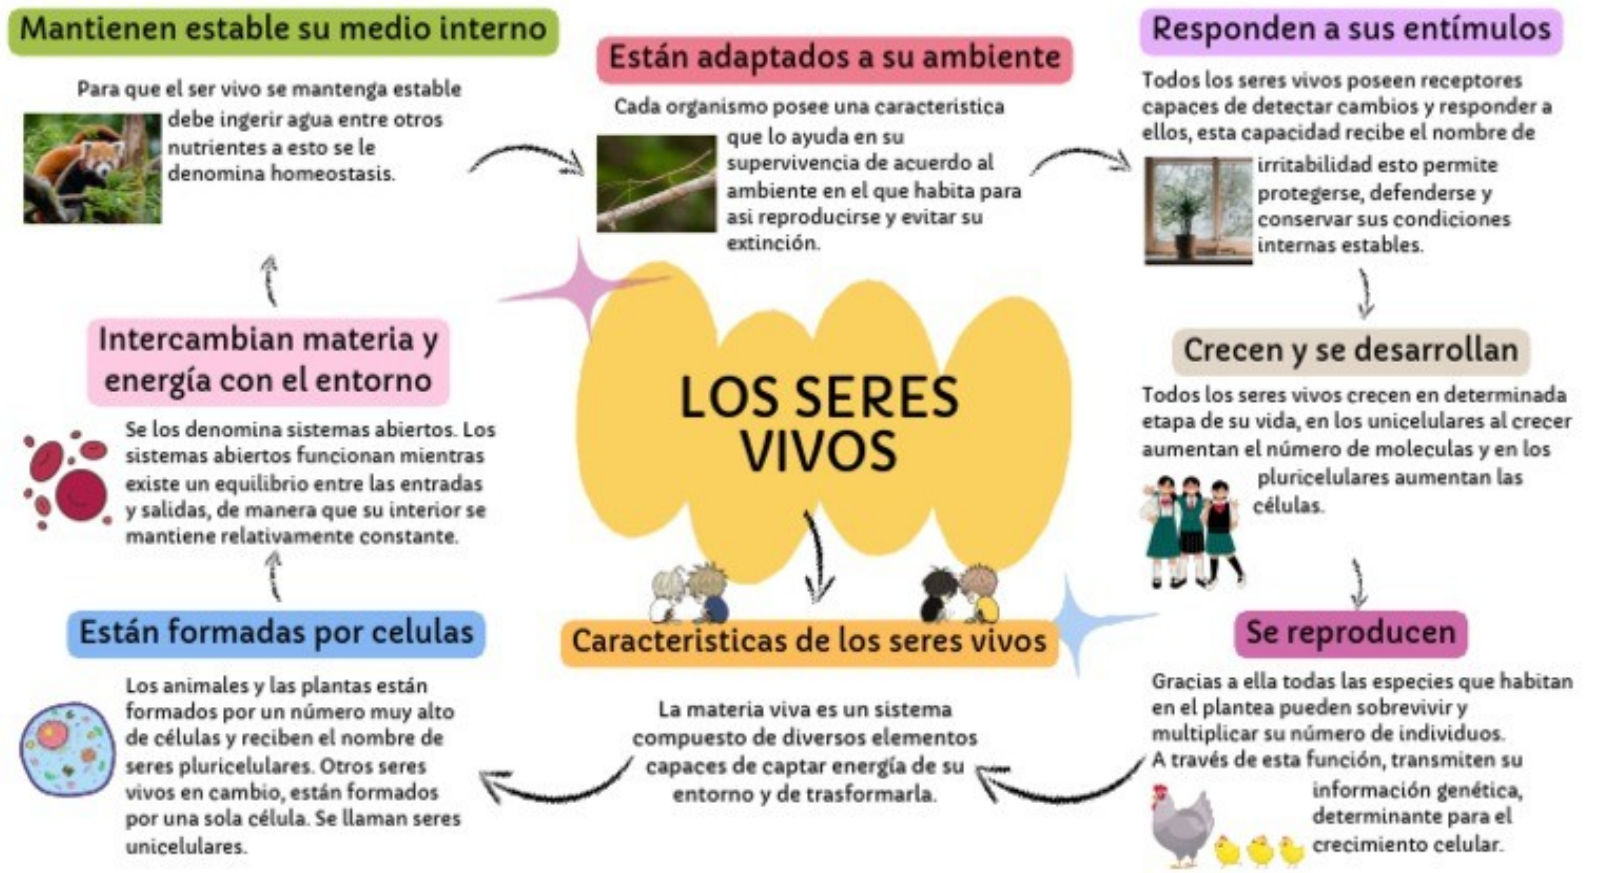 Mantienen estable su medio interno
Para que el ser vivo se mantenga estable
debe ingerir agua entre otros
nutrientes a esto se le
denomina homeostasis.
Están adaptados a su ambiente
Cada organismo posee una caracteristica
que lo ayuda en su
supervivencia de acuerdo al
ambiente en el que habita para
asi reproducirse y evitar su
extinción.
Responden a sus entímulos
Todos los seres vivos poseen receptores
capaces de detectar cambios y responder a
ellos, esta capacidad recibe el nombre de
irritabilidad esto permite
protegerse, defenderse y
conservar sus condiciones
internas estables.
Intercambian materia y
energía con el entorno
Se los denomina sistemas abiertos. Los
sistemas abiertos funcionan mientras
existe un equilibrio entre las entradas
y salidas, de manera que su interior se
mantiene relativamente constante.
LOS SERES
VIVOS
Crecen y se desarrollan
Todos los seres vivos crecen en determinada
etapa de su vida, en los unicelulares al crecer
aumentan el número de moleculas y en los
pluricelulares aumentan las
células.
Están formadas por celulas
Los animales y las plantas están
formados por un número muy alto
de células y reciben el nombre de
seres pluricelulares. Otros seres
vivos en cambio, están formados
por una sola célula. Se llaman seres
unicelulares.
Caracteristicas de los seres vivos
La materia viva es un sistema
compuesto de diversos elementos
capaces de captar energía de su
entorno y de trasformarla.
Se reproducen
Gracias a ella todas las especies que habitan
en el plantea pueden sobrevivir y
multiplicar su número de individuos.
A través de esta función, transmiten su
información genética,
determinante para el
crecimiento celular.